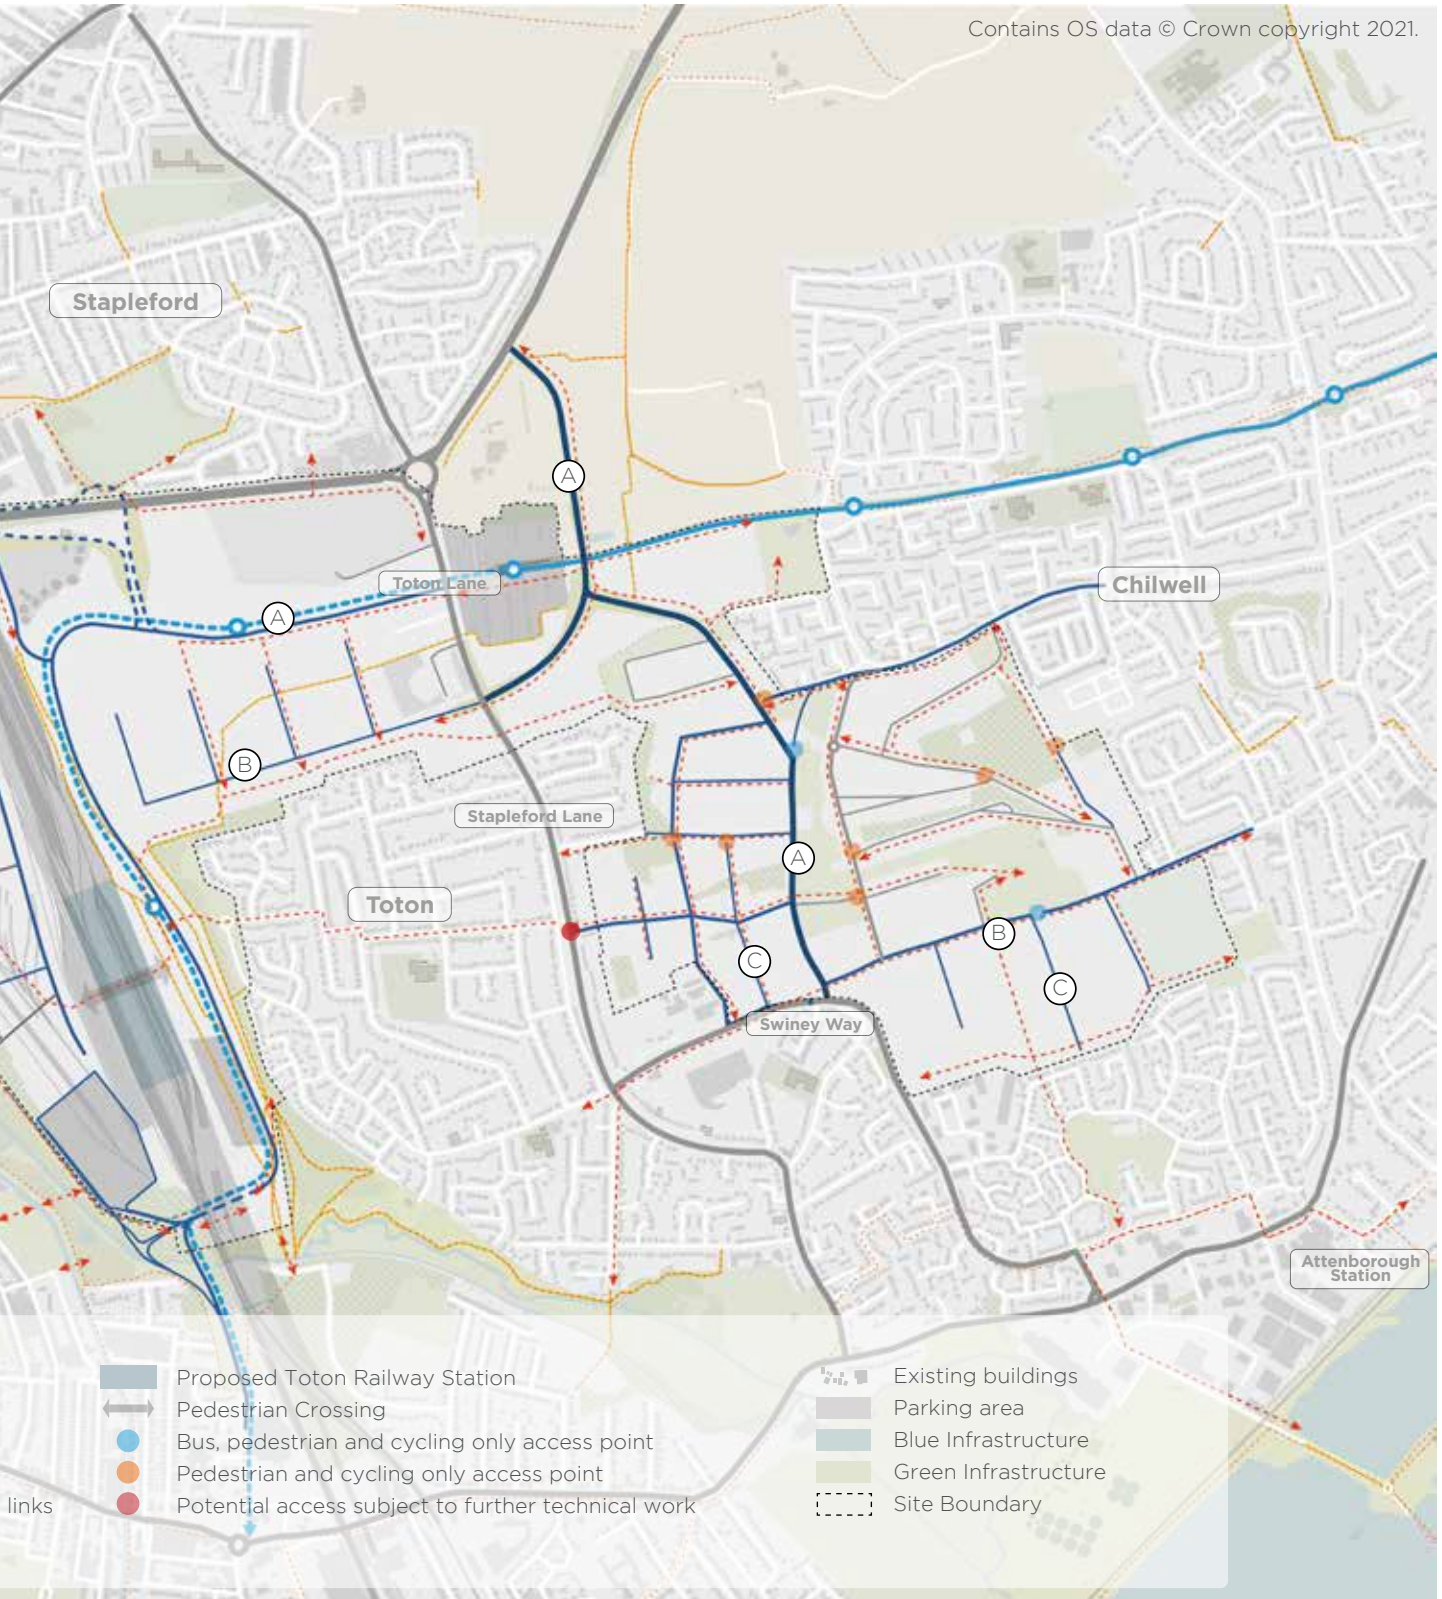 Contains OS data © Crown copyright 2021.
Stapleford
A
Toton Lane
Chilwell
A
B
Stapleford Lane
A
Toton
B
C
C
Swiney Way
Attenborough
Station
Proposed Toton Railway Station
Pedestrian Crossing
Bus, pedestrian and cycling only access point
Pedestrian and cycling only access point
links
Potential access subject to further technical work
Existing buildings
Parking area
Blue Infrastructure
Green Infrastructure
Site Boundary